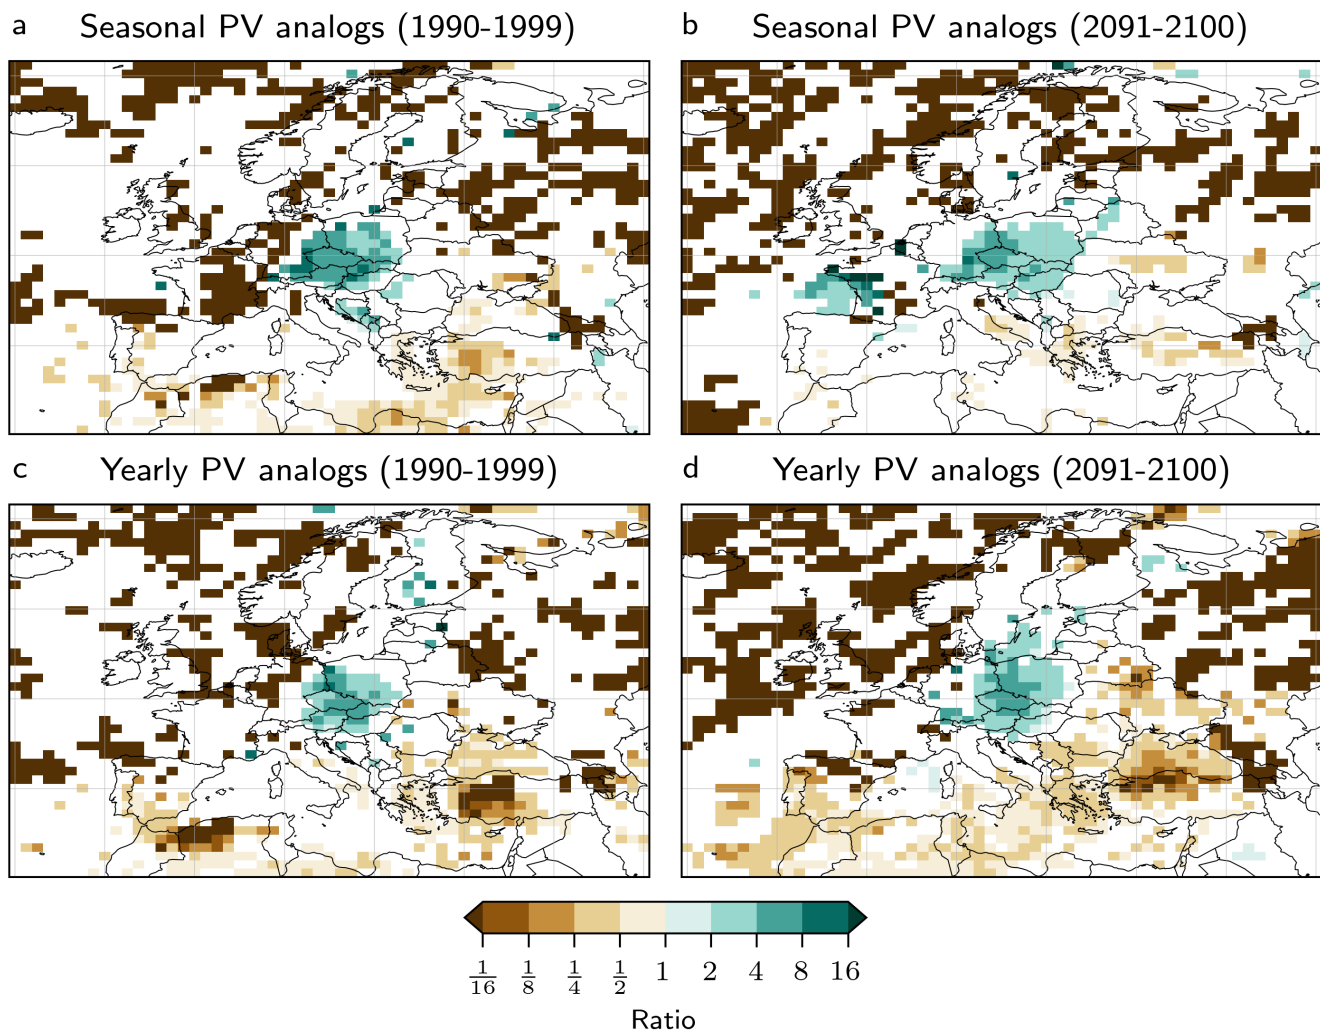 a Seasonal PV analogs (1990-1999)
b Seasonal PV analogs (2091-2100)
c Yearly PV analogs (1990-1999)
d Yearly PV analogs (2091-2100)
1/16 1/8 1/4 1/2 1 2 4 8 16
Ratio